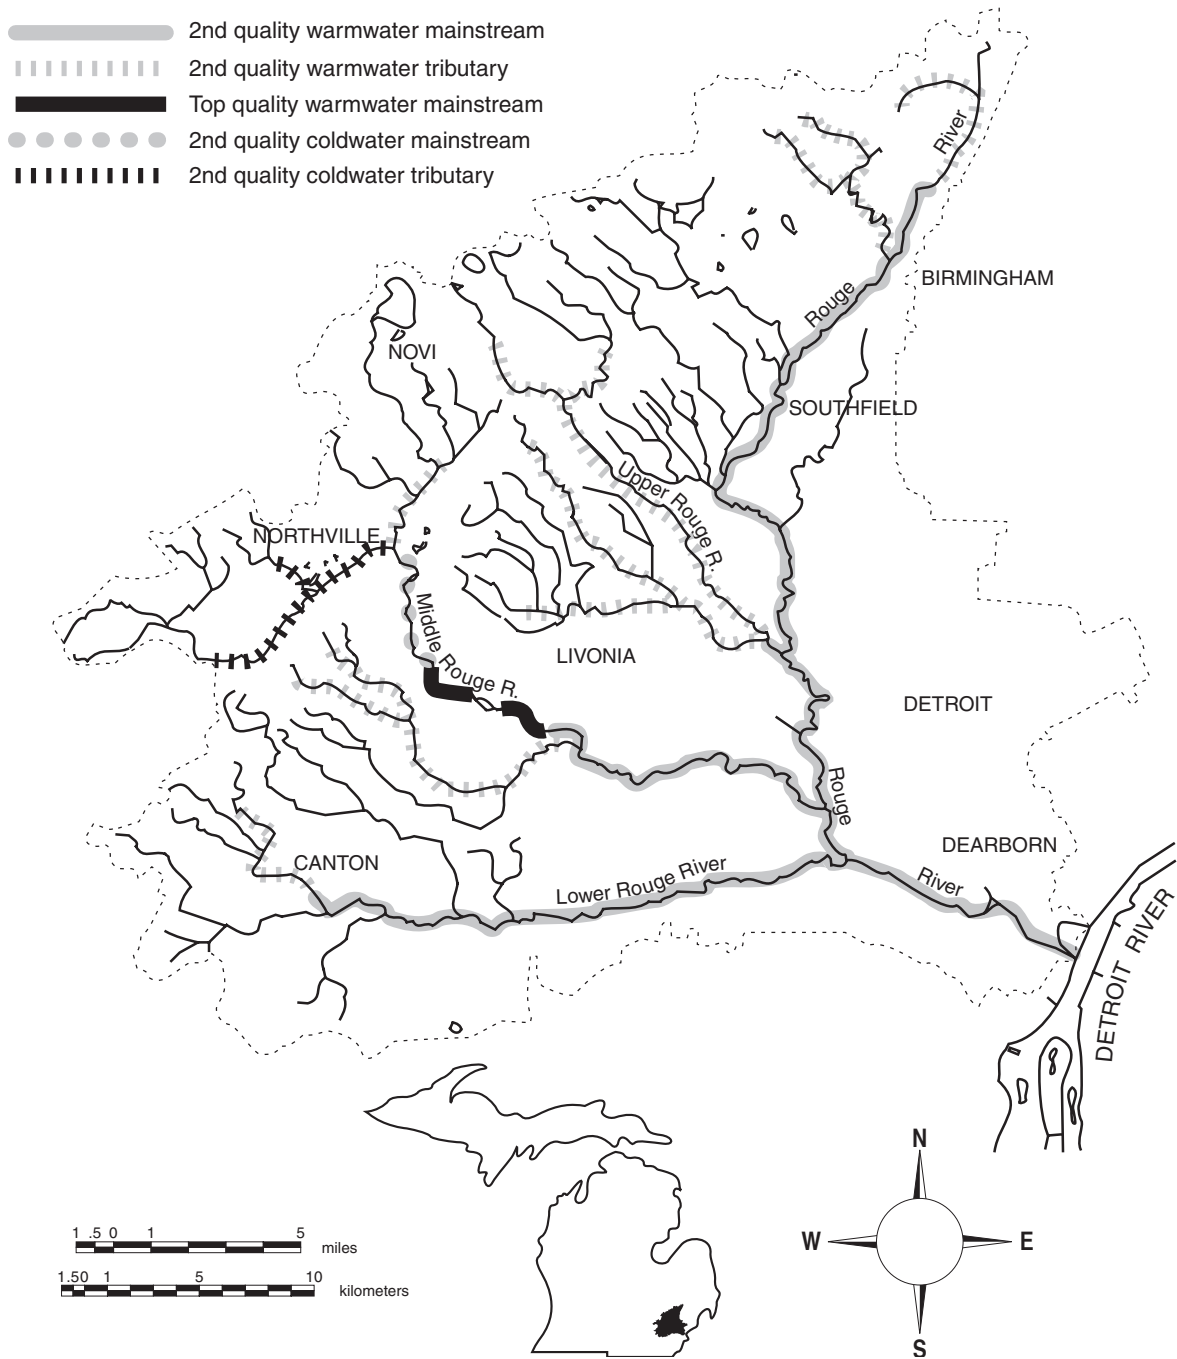 2nd quality warmwater mainstream
2nd quality warmwater tributary
Top quality warmwater mainstream
2nd quality coldwater mainstream
2nd quality coldwater tributary
River
BIRMINGHAM
Rouge
NOVI
SOUTHFIELD
Upper Rouge R.
NORTHVILLE
Middle Rouge R.
LIVONIA
DETROIT
Rouge
DEARBORN
CANTON
Lower Rouge River
River
DETROIT RIVER
N
W
E
S
1 .5 0 1 5
miles
1.50 1 5 10
kilometers